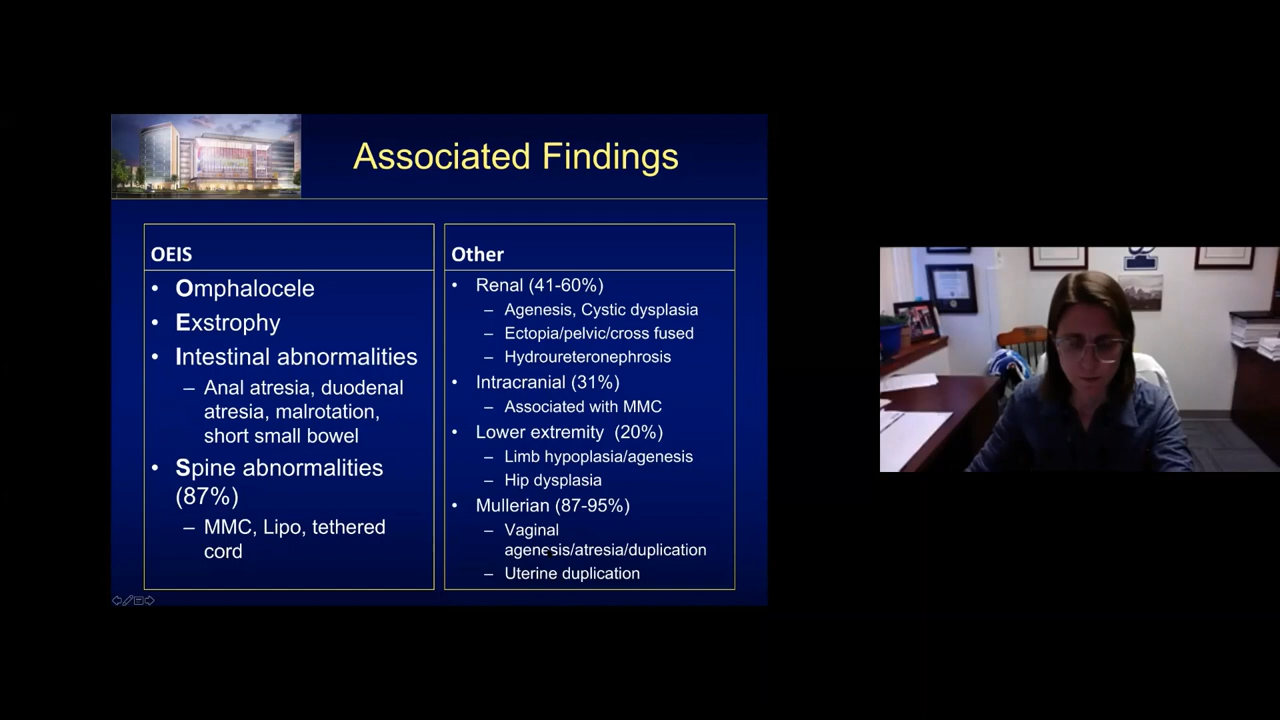 Associated Findings
OEIS
• Omphalocele
• Exstrophy
• Intestinal abnormalities
– Anal atresia, duodenal
atresia, malrotation,
short small bowel
• Spine abnormalities
(87%)
– MMC, Lipo, tethered
cord
Other
• Renal (41-60%)
– Agenesis, Cystic dysplasia
– Ectopia/pelvic/cross fused
– Hydroureteronephrosis
• Intracranial (31%)
– Associated with MMC
• Lower extremity (20%)
– Limb hypoplasia/agenesis
– Hip dysplasia
• Mullerian (87-95%)
– Vaginal
agenesis/atresia/duplication
– Uterine duplication